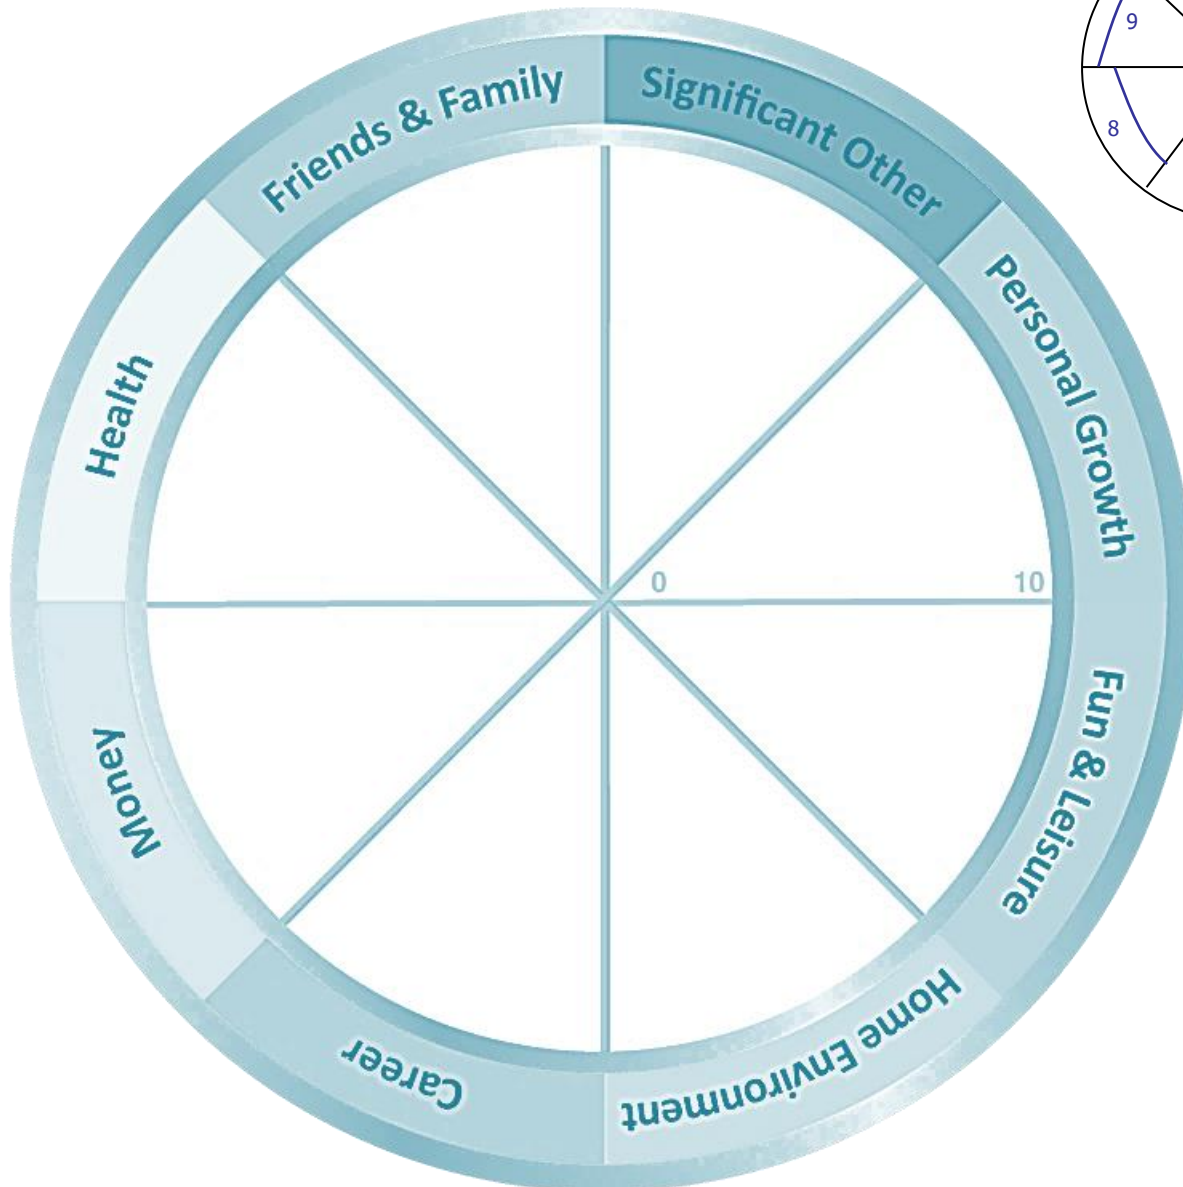 Friends & Family
Significant Other
Personal Growth
Fun & Leisure
Home Environment
Career
Money
Health
0
10
9
8